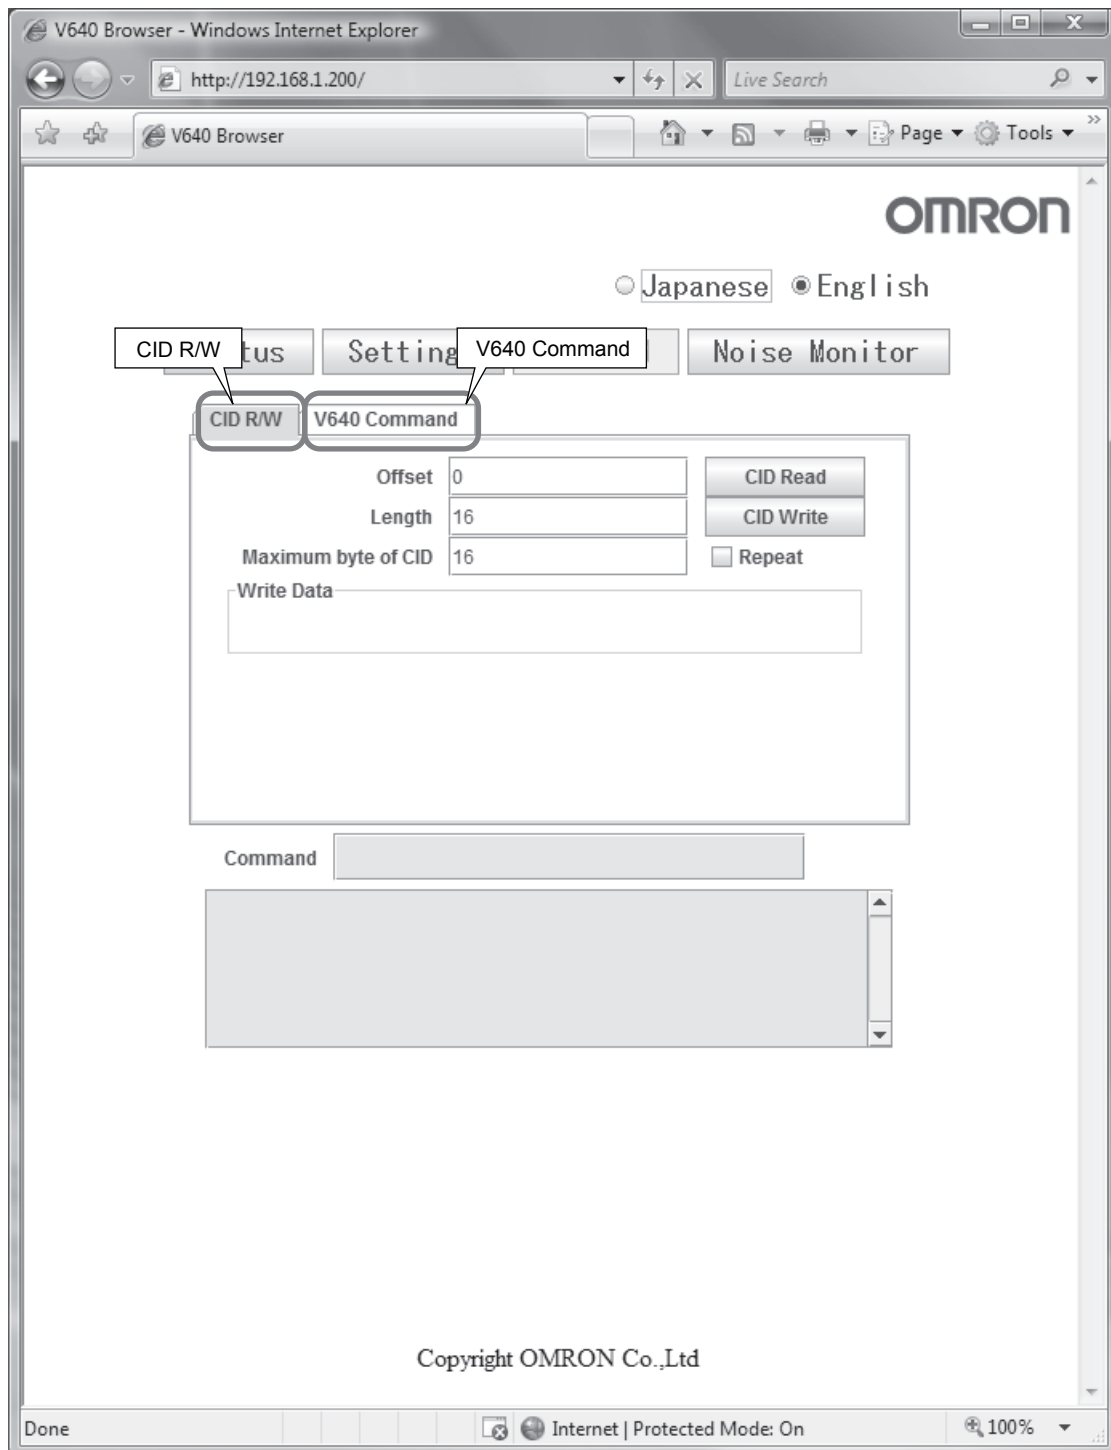 V640 Browser - Windows Internet Explorer
http://192.168.1.200/
Live Search
V640 Browser
Page
Tools
OMRON
Japanese English
CID R/W
V640 Command
tus Setting Noise Monitor
CID R/W V640 Command
Offset 0 CID Read
Length 16 CID Write
Maximum byte of CID 16 Repeat
Write Data
Command
Copyright OMRON Co.,Ltd
Done Internet | Protected Mode: On 100%